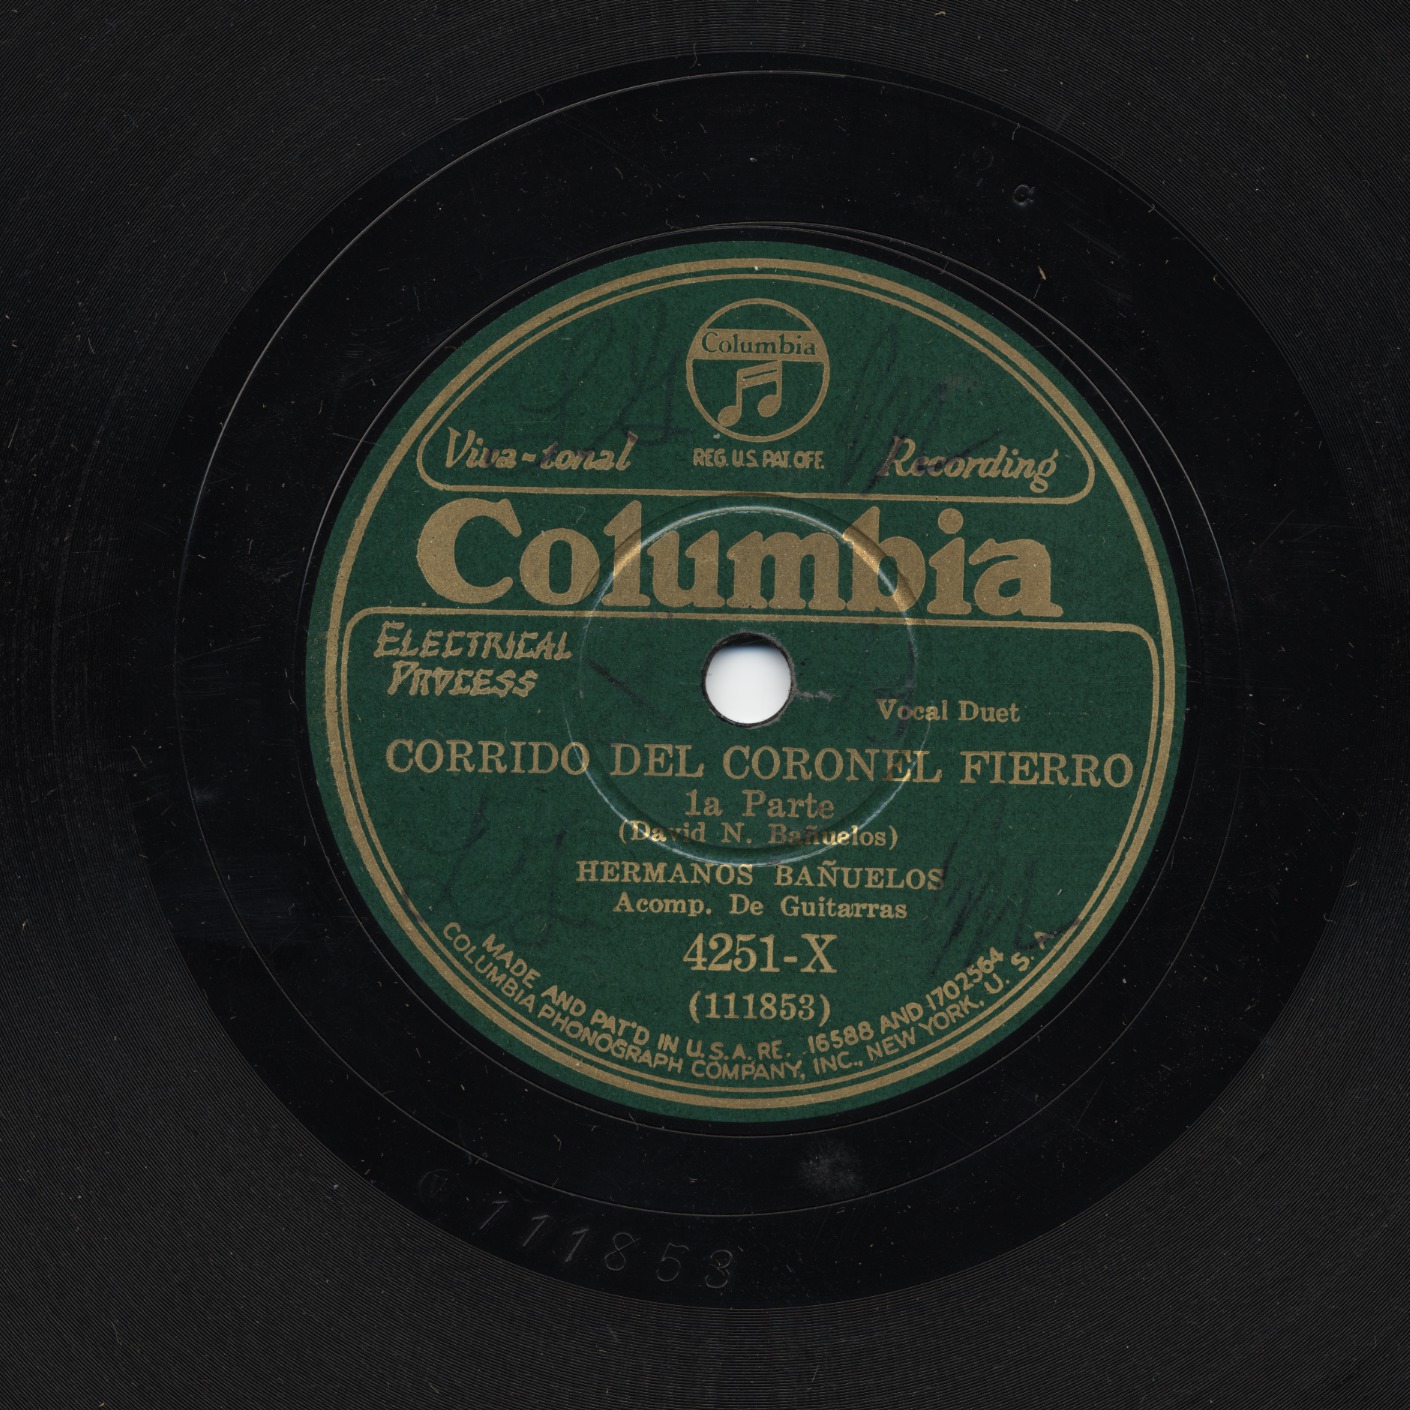 Columbia
Viva-tonal REG. U.S. PAT. OFF. Recording
Columbia
ELECTRICAL
PROCESS
Vocal Duet
CORRIDO DEL CORONEL FIERRO
1a Parte
(David N. Bañuelos)
HERMANOS BAÑUELOS
Acomp. De Guitarras
4251-X
(111853)
MADE AND PAT'D IN U.S.A. RE. 16588 AND 1702564
COLUMBIA PHONOGRAPH COMPANY, INC., NEW YORK, U. S. A.
111853